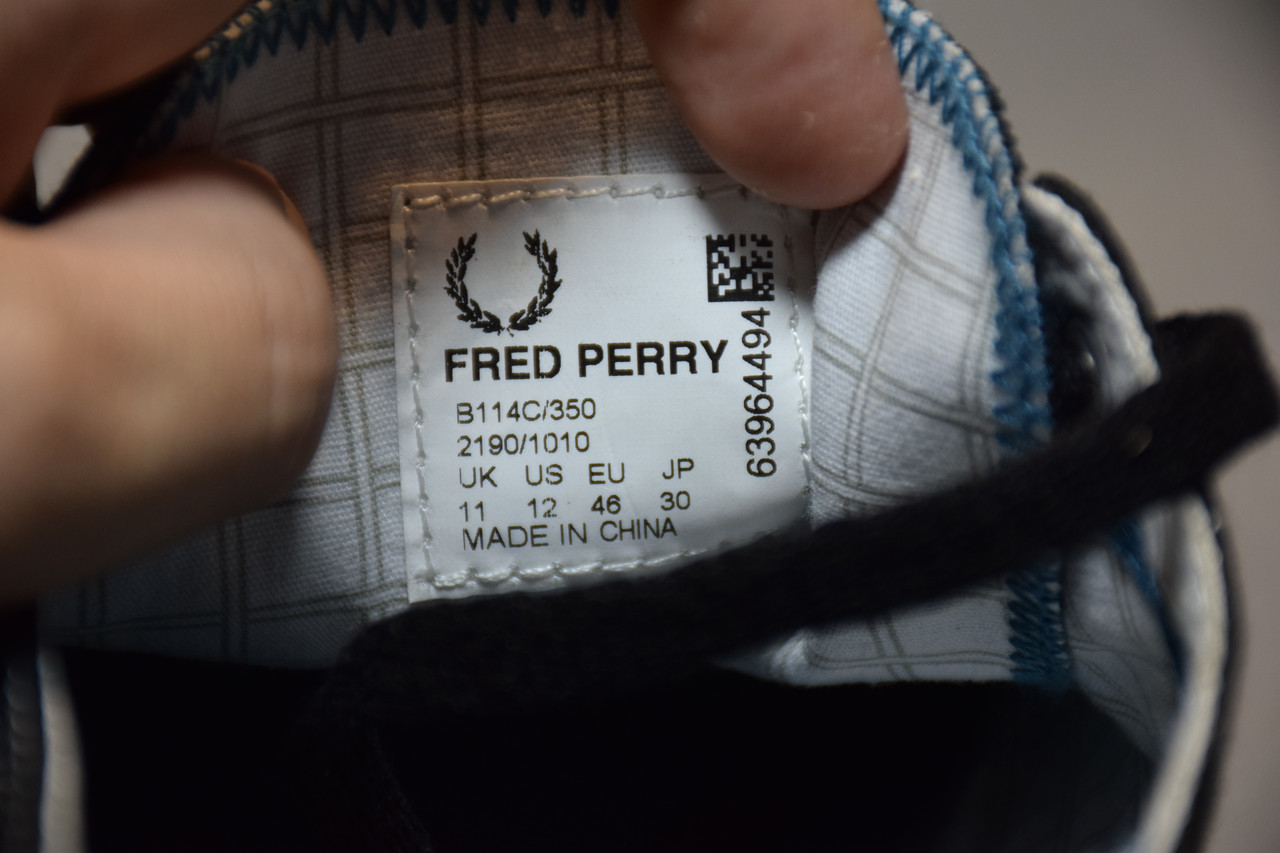 FRED PERRY
B114C/350
2190/1010
UK US EU JP
11 12 46 30
MADE IN CHINA
63964494